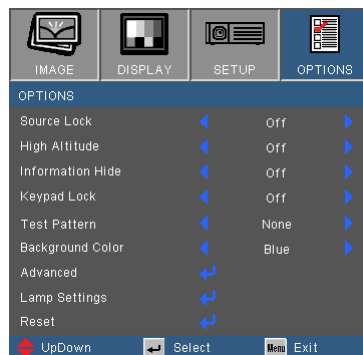 IMAGE DISPLAY SETUP OPTIONS
OPTIONS
Source Lock Off
High Altitude Off
Information Hide Off
Keypad Lock Off
Test Pattern None
Background Color Blue
Advanced
Lamp Settings
Reset
UpDown Select Menu Exit